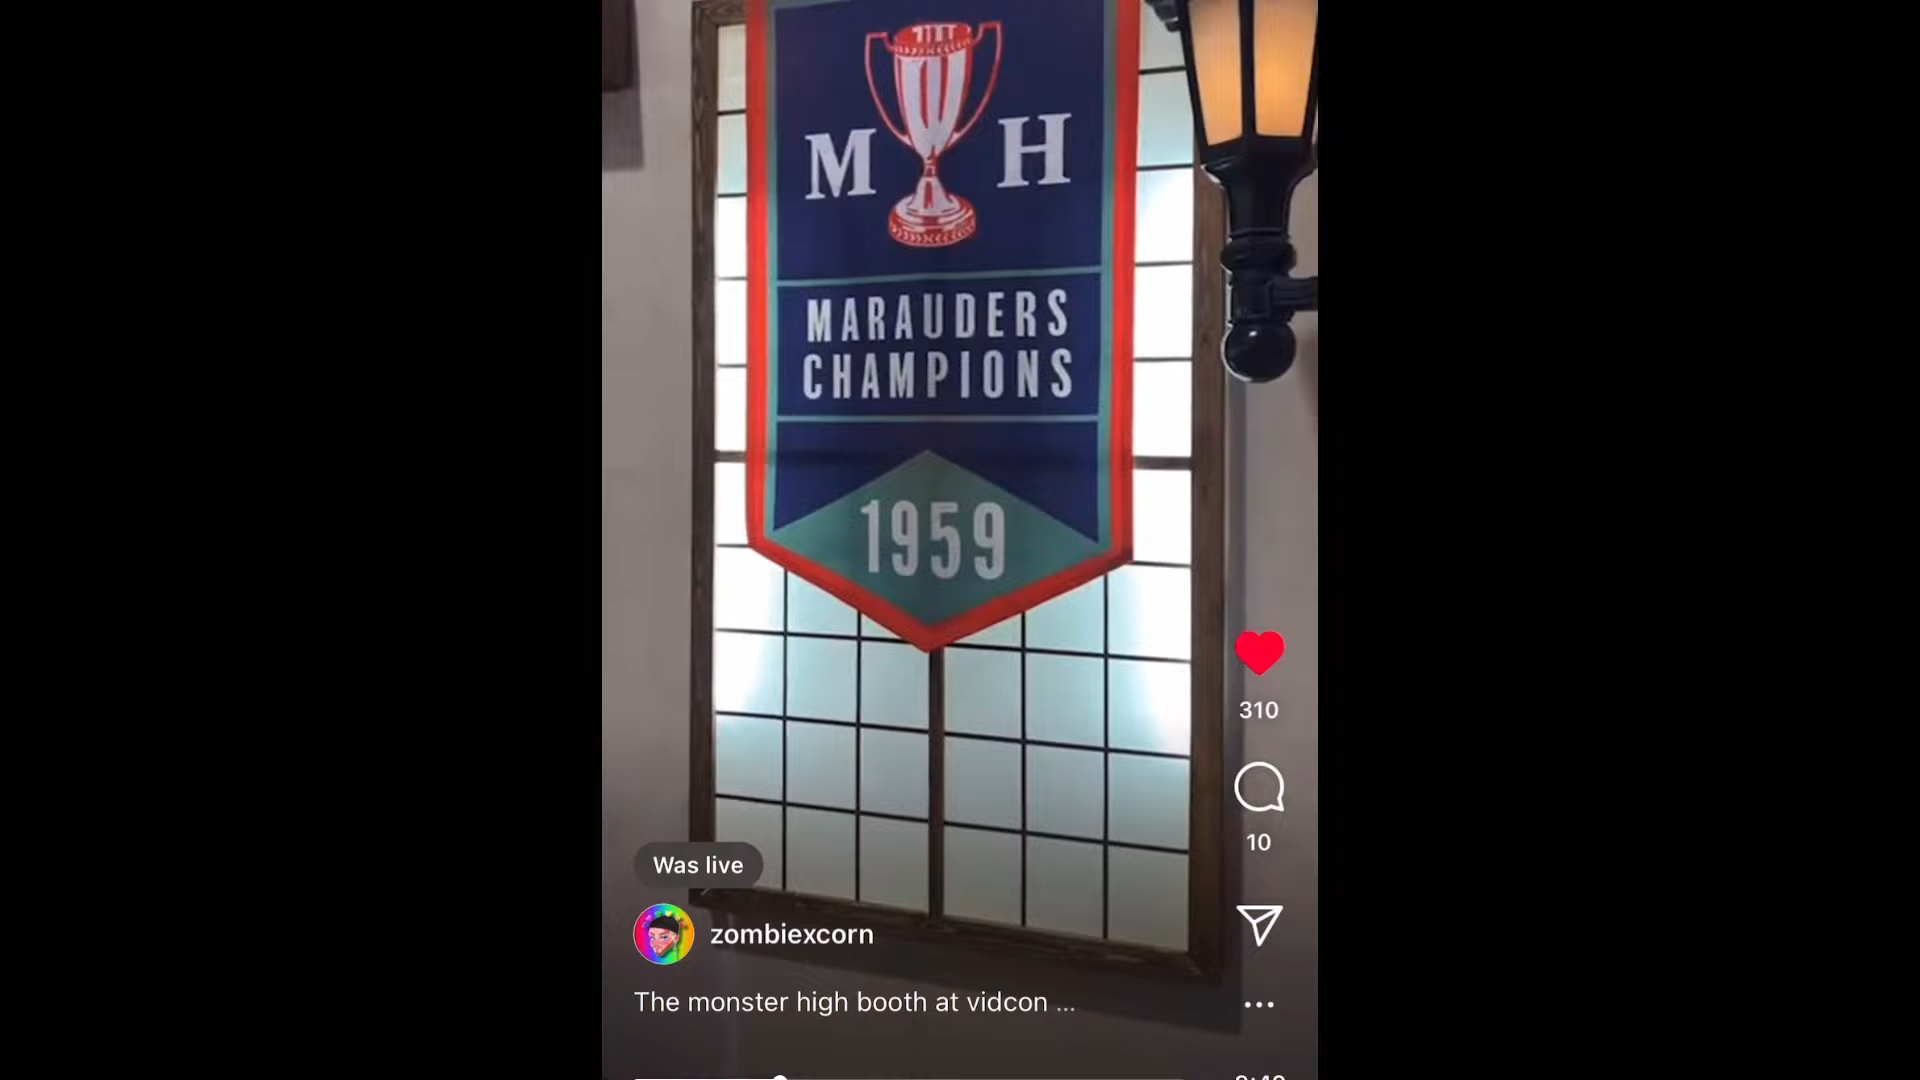 M H
MARAUDERS
CHAMPIONS
1959
310
10
Was live
zombiexcorn
The monster high booth at vidcon ...